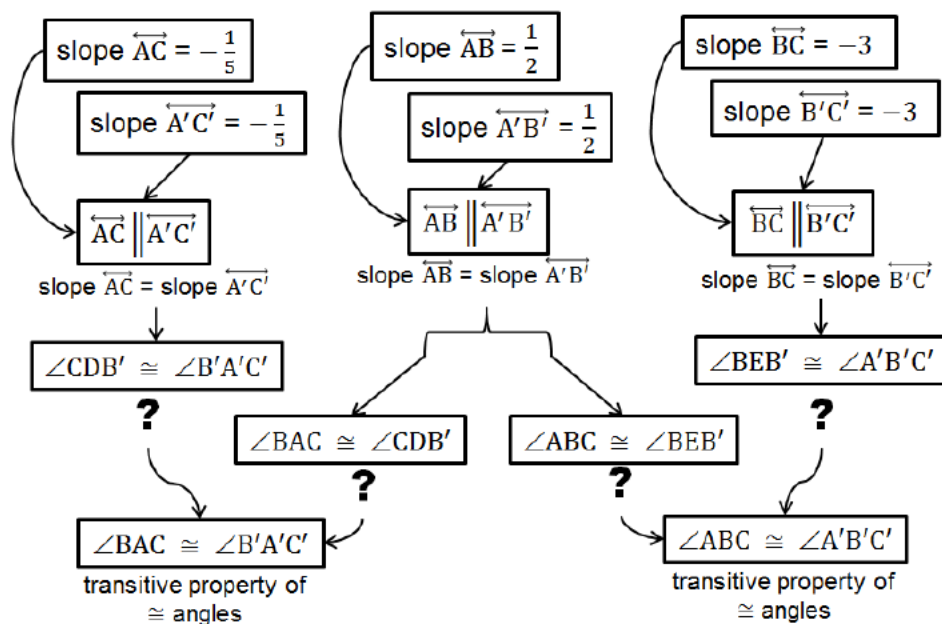 slope AC = −1/5
slope A′C′ = −1/5
AC ∥ A′C′
slope AC = slope A′C′
∠CDB′ ≅ ∠B′A′C′
?
slope AB = 1/2
slope A′B′ = 1/2
AB ∥ A′B′
slope AB = slope A′B′
∠BAC ≅ ∠CDB′
?
∠ABC ≅ ∠BEB′
?
slope BC = −3
slope B′C′ = −3
BC ∥ B′C′
slope BC = slope B′C′
∠BEB′ ≅ ∠A′B′C′
?
∠BAC ≅ ∠B′A′C′
transitive property of
≅ angles
∠ABC ≅ ∠A′B′C′
transitive property of
≅ angles